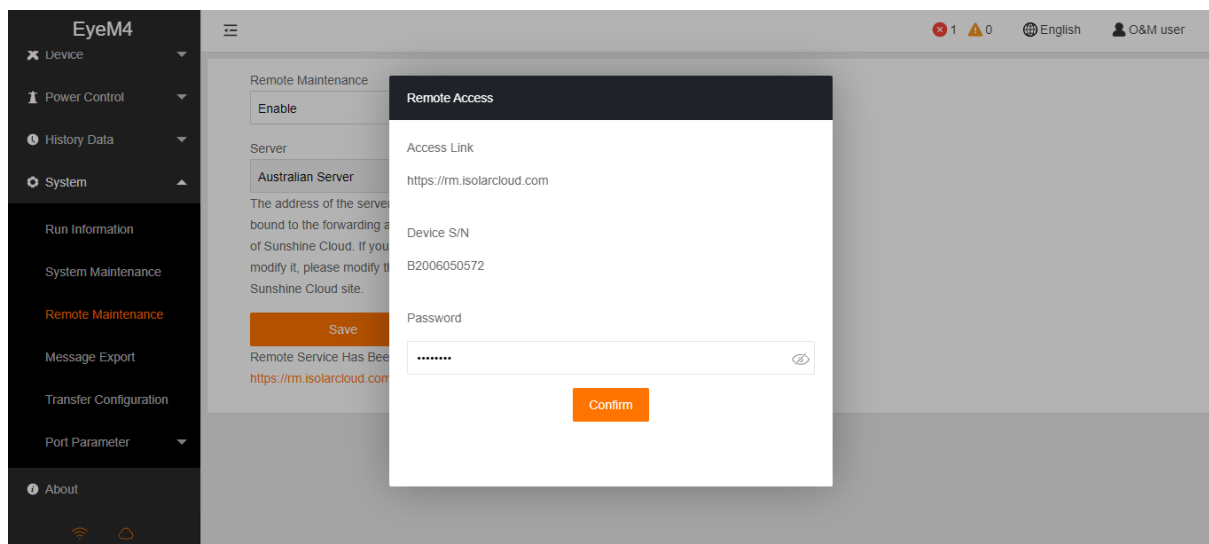 EyeM4
1
0
English
O&M user
Device
Power Control
History Data
System
Run Information
System Maintenance
Remote Maintenance
Message Export
Transfer Configuration
Port Parameter
About
Remote Maintenance
Enable
Server
Australian Server
The address of the server
bound to the forwarding a
of Sunshine Cloud. If you
modify it, please modify th
Sunshine Cloud site.
Save
Remote Service Has Bee
https://rm.isolarcloud.com
Remote Access
Access Link
https://rm.isolarcloud.com
Device S/N
B2006050572
Password
••••••••
Confirm